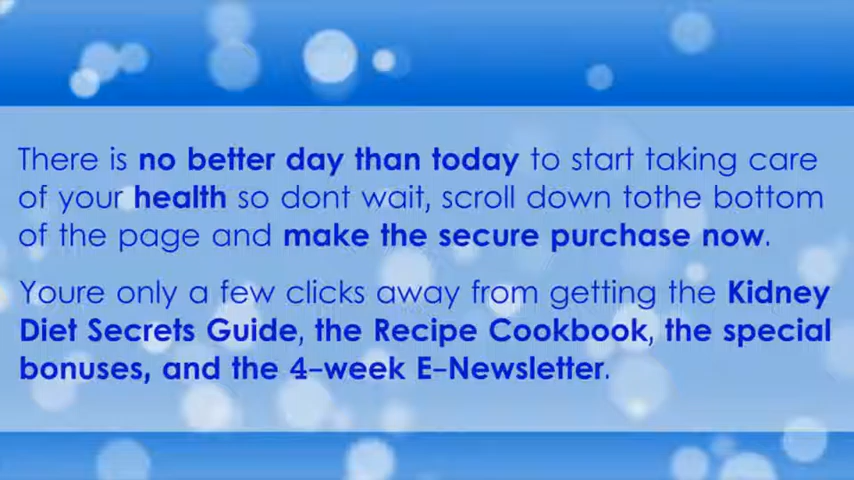 There is no better day than today to start taking care
of your health so dont wait, scroll down tothe bottom
of the page and make the secure purchase now.
Youre only a few clicks away from getting the Kidney
Diet Secrets Guide, the Recipe Cookbook, the special
bonuses, and the 4-week E-Newsletter.